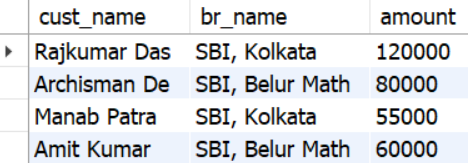 cust_name br_name amount
Rajkumar Das SBI, Kolkata 120000
Archisman De SBI, Belur Math 80000
Manab Patra SBI, Kolkata 55000
Amit Kumar SBI, Belur Math 60000